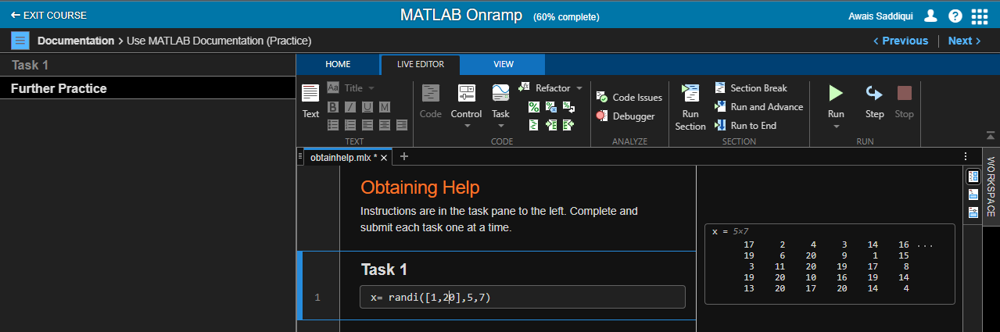 EXIT COURSE
MATLAB Onramp (60% complete)
Awais Saddiqui
Documentation > Use MATLAB Documentation (Practice)
< Previous Next >
Task 1
Further Practice
HOME LIVE EDITOR VIEW
Text
Aa Title
B I U M
TEXT
Code Control Task
Refactor
CODE
Code Issues
Debugger
ANALYZE
Run Section
Section Break
Run and Advance
Run to End
SECTION
Run Step Stop
RUN
obtainhelp.mlx * × +
WORKSPACE
Obtaining Help
Instructions are in the task pane to the left. Complete and
submit each task one at a time.
Task 1
1 x= randi([1,20],5,7)
x = 5×7
17 2 4 3 14 16 ...
19 6 20 9 1 15
3 11 20 19 17 8
19 20 10 16 19 14
13 20 17 20 14 4